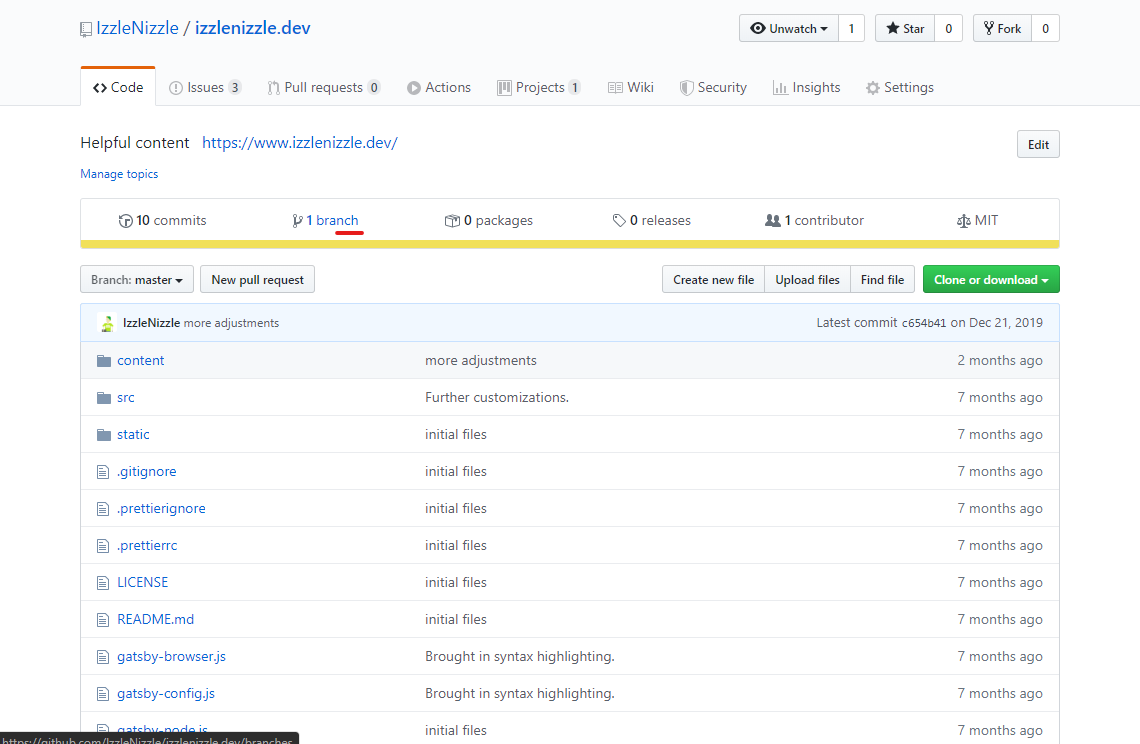 IzzleNizzle / izzlenizzle.dev Unwatch 1 Star 0 Fork 0
Code Issues 3 Pull requests 0 Actions Projects 1 Wiki Security Insights Settings
Helpful content https://www.izzlenizzle.dev/ Edit
Manage topics
10 commits 1 branch 0 packages 0 releases 1 contributor MIT
Branch: master New pull request Create new file Upload files Find file Clone or download
IzzleNizzle more adjustments Latest commit c654b41 on Dec 21, 2019
content more adjustments 2 months ago
src Further customizations. 7 months ago
static initial files 7 months ago
.gitignore initial files 7 months ago
.prettierignore initial files 7 months ago
.prettierrc initial files 7 months ago
LICENSE initial files 7 months ago
README.md initial files 7 months ago
gatsby-browser.js Brought in syntax highlighting. 7 months ago
gatsby-config.js Brought in syntax highlighting. 7 months ago
gatsby-node.js initial files 7 months ago
https://github.com/IzzleNizzle/izzlenizzle.dev/branches